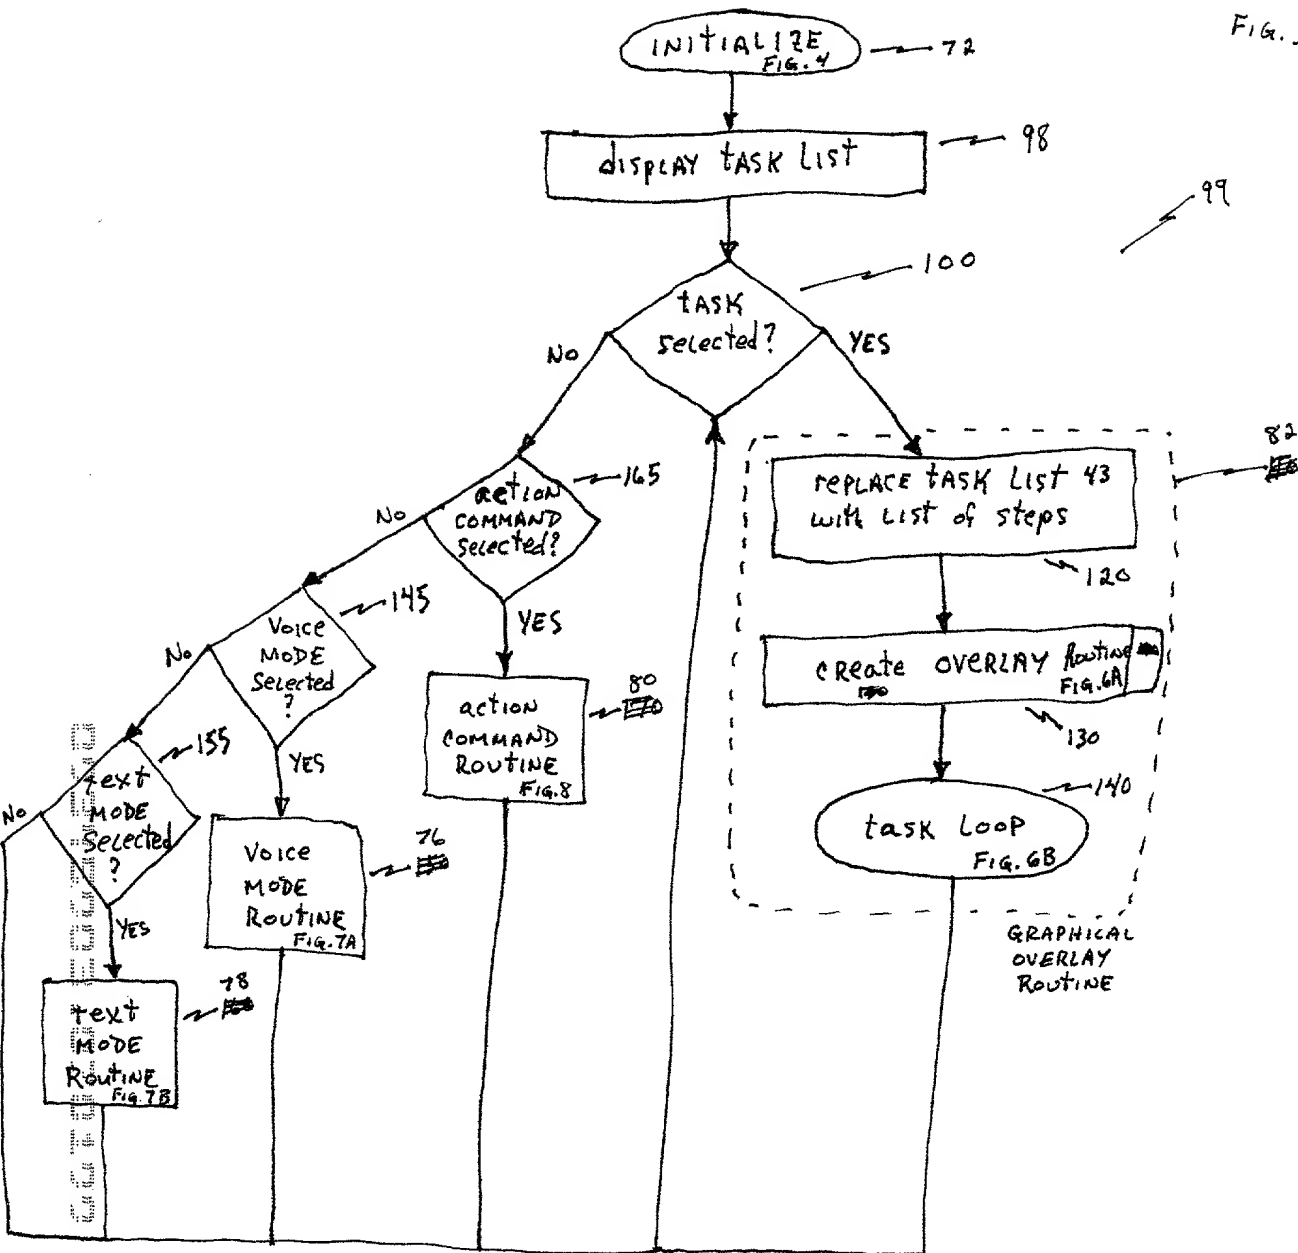 FIG.
INITIALIZE
FIG. 4
72
display TASK LIST
98
99
100
TASK
selected?
NO
YES
82
replace TASK LIST 43
with LIST of steps
120
165
action
COMMAND
selected?
NO
YES
145
Voice
MODE
selected
?
NO
YES
create OVERLAY ROUTINE
FIG.6A
130
80
action
COMMAND
ROUTINE
FIG.8
155
text
MODE
selected
?
NO
YES
140
task LOOP
FIG. 6B
76
Voice
MODE
ROUTINE
FIG.7A
GRAPHICAL
OVERLAY
ROUTINE
78
text
MODE
ROUTINE
FIG.7B